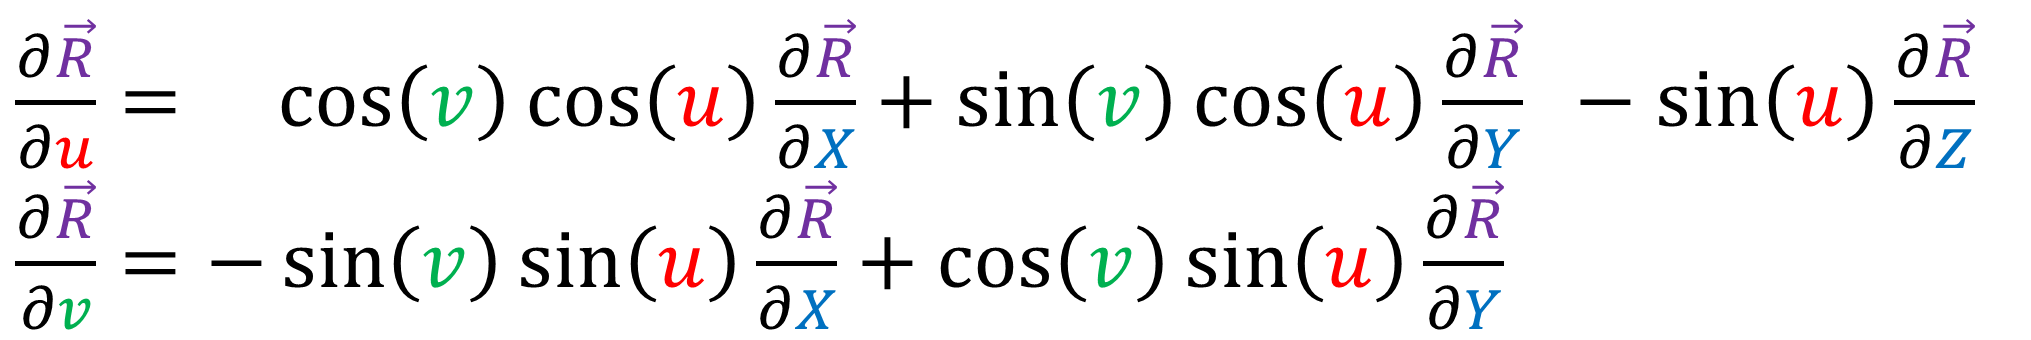 ∂R⃗/∂u = cos(v) cos(u) ∂R⃗/∂X + sin(v) cos(u) ∂R⃗/∂Y − sin(u) ∂R⃗/∂Z
∂R⃗/∂v = − sin(v) sin(u) ∂R⃗/∂X + cos(v) sin(u) ∂R⃗/∂Y